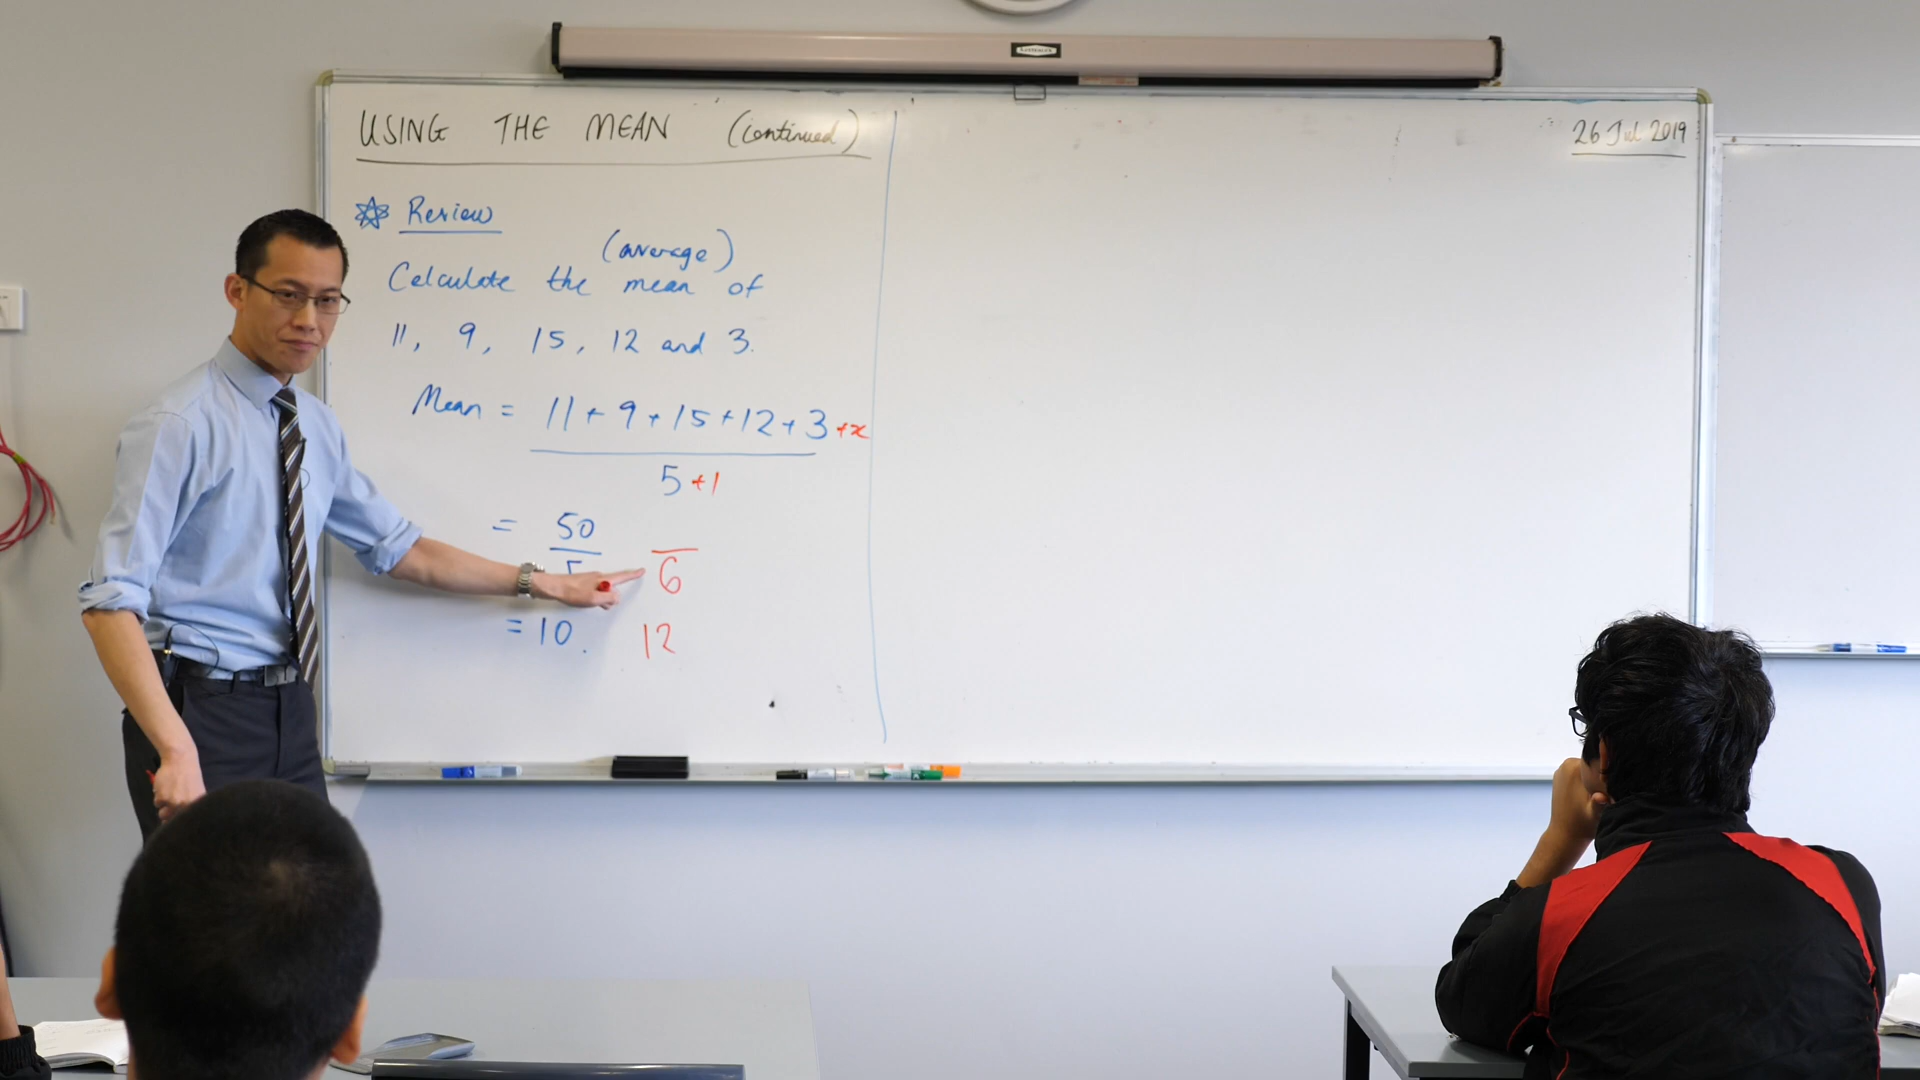 USING THE MEAN (continued)
26 Jul 2019
Review
(average)
Calculate the mean of
11, 9, 15, 12 and 3.
Mean = 11 + 9 + 15 + 12 + 3 + x
5 + 1
= 50
5 6
= 10. 12